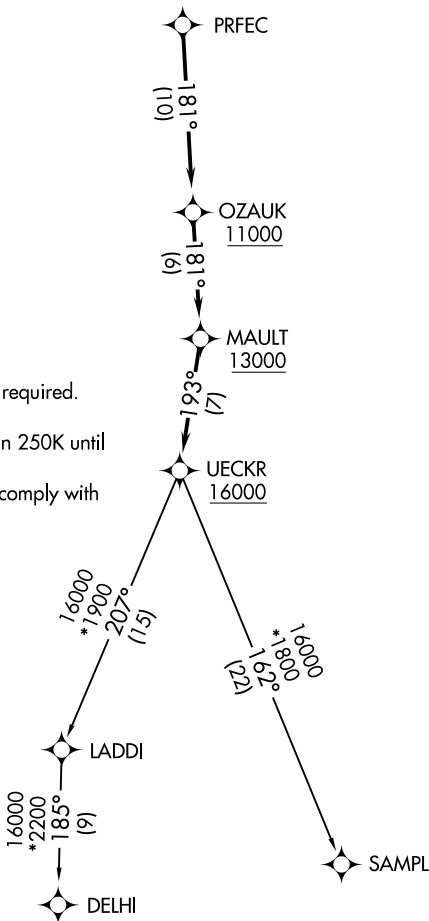 PRFEC
181°
(10)
OZAUK
11000
181°
(9)
MAULT
13000
required.
193°
(7)
n 250K until
UECKR
16000
comply with
16000
*1900
207°
(15)
16000
*1800
162°
(22)
LADDI
16000
*2200
185°
(9)
SAMPL
DELHI